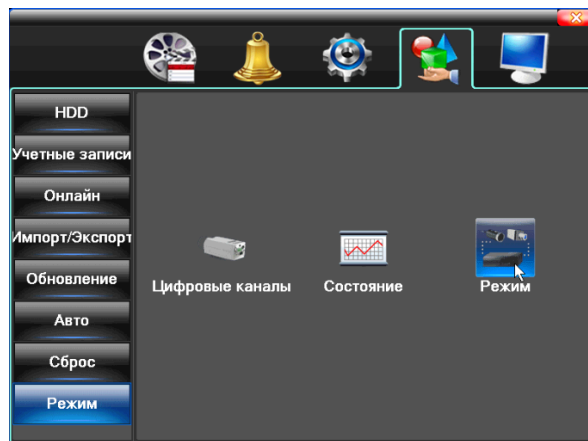 HDD
Учетные записи
Онлайн
Импорт/Экспорт
Обновление
Авто
Сброс
Режим
Цифровые каналы
Состояние
Режим